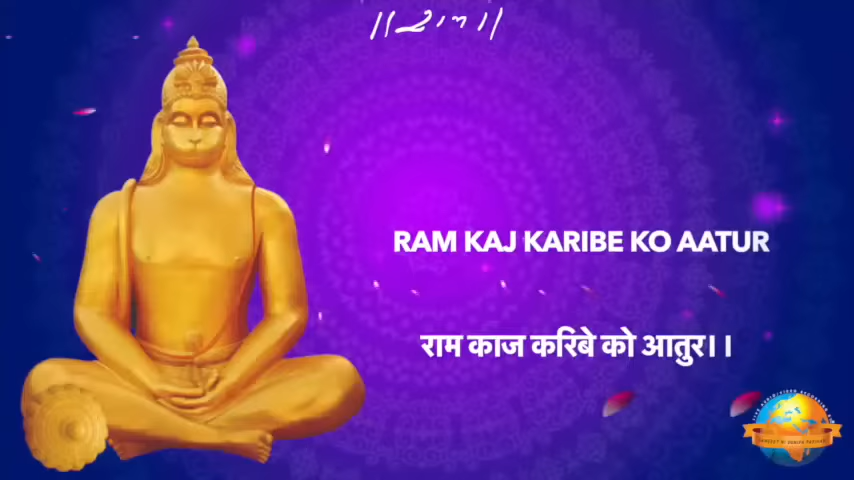 RAM KAJ KARIBE KO AATUR
राम काज करिबे को आतुर।।